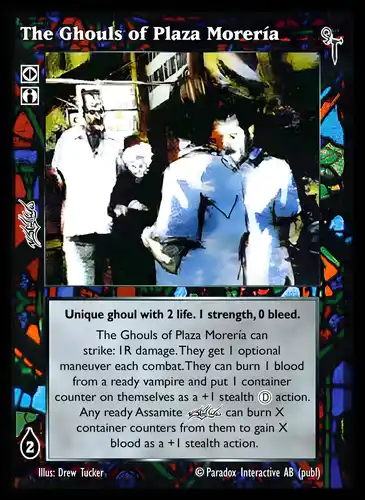 The Ghouls of Plaza Morería
Unique ghoul with 2 life. 1 strength, 0 bleed.
The Ghouls of Plaza Morería can
strike: 1R damage.They get 1 optional
maneuver each combat.They can burn 1 blood
from a ready vampire and put 1 container
counter on themselves as a +1 stealth D action.
Any ready Assamite can burn X
container counters from them to gain X
blood as a +1 stealth action.
2
Illus: Drew Tucker
© Paradox Interactive AB (publ)